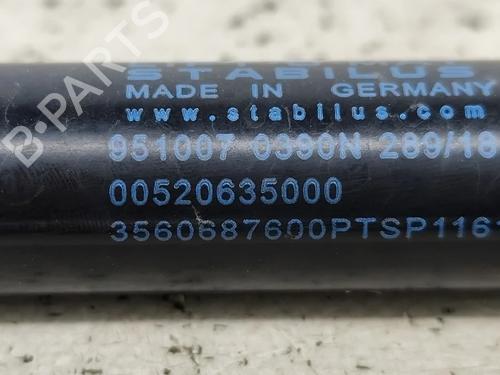 STABILUS
MADE IN GERMANY
www.stabilus.com
951007 0390N 289/18
00520635000
3560687600PTSP1161
B-PARTS